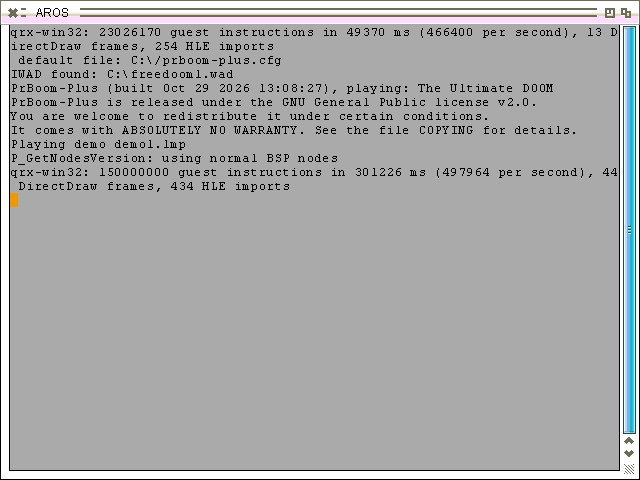 AROS
qrx-win32: 23026170 guest instructions in 49370 ms (466400 per second), 13 D
irectDraw frames, 254 HLE imports
 default file: C:\/prboom-plus.cfg
IWAD found: C:\freedoom1.wad
PrBoom-Plus (built Oct 29 2026 13:08:27), playing: The Ultimate DOOM
PrBoom-Plus is released under the GNU General Public license v2.0.
You are welcome to redistribute it under certain conditions.
It comes with ABSOLUTELY NO WARRANTY. See the file COPYING for details.
Playing demo demo1.lmp
P_GetNodesVersion: using normal BSP nodes
qrx-win32: 150000000 guest instructions in 301226 ms (497964 per second), 44
 DirectDraw frames, 434 HLE imports